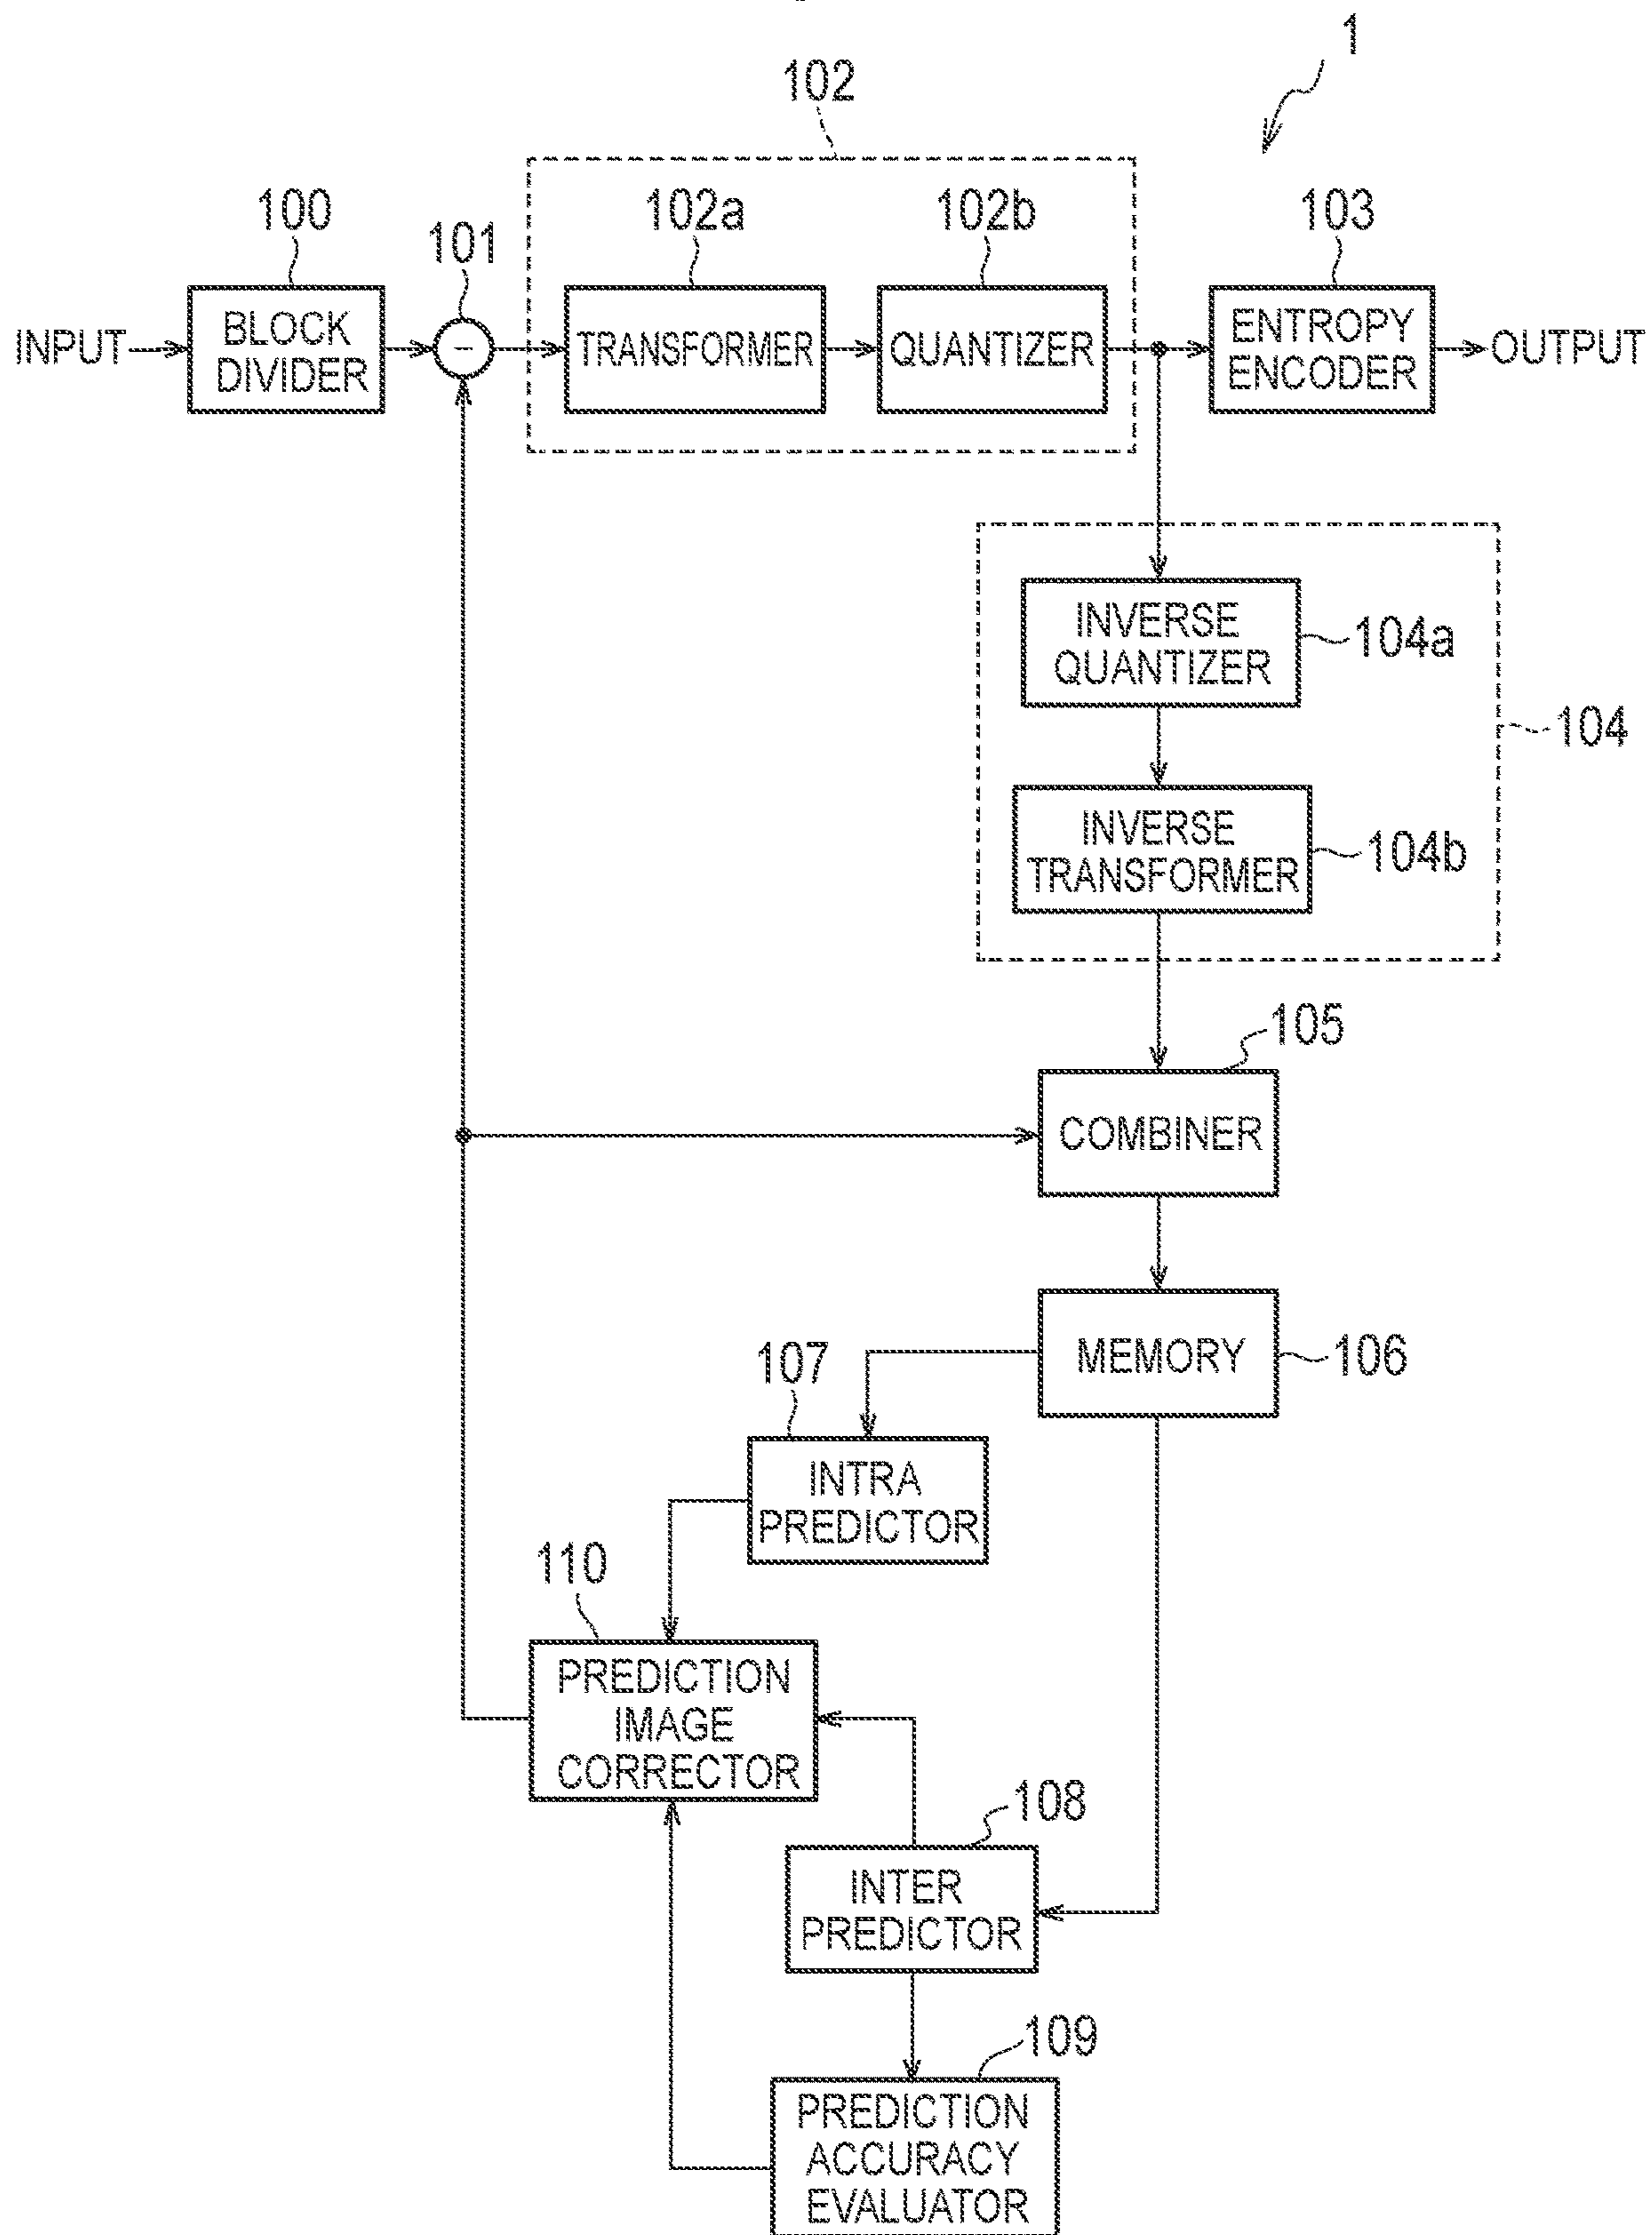 1
102
100
101
102a
102b
103
INPUT
BLOCK
DIVIDER
-
TRANSFORMER
QUANTIZER
ENTROPY
ENCODER
OUTPUT
INVERSE
QUANTIZER
104a
104
INVERSE
TRANSFORMER
104b
105
COMBINER
MEMORY
106
107
INTRA
PREDICTOR
110
PREDICTION
IMAGE
CORRECTOR
108
INTER
PREDICTOR
109
PREDICTION
ACCURACY
EVALUATOR